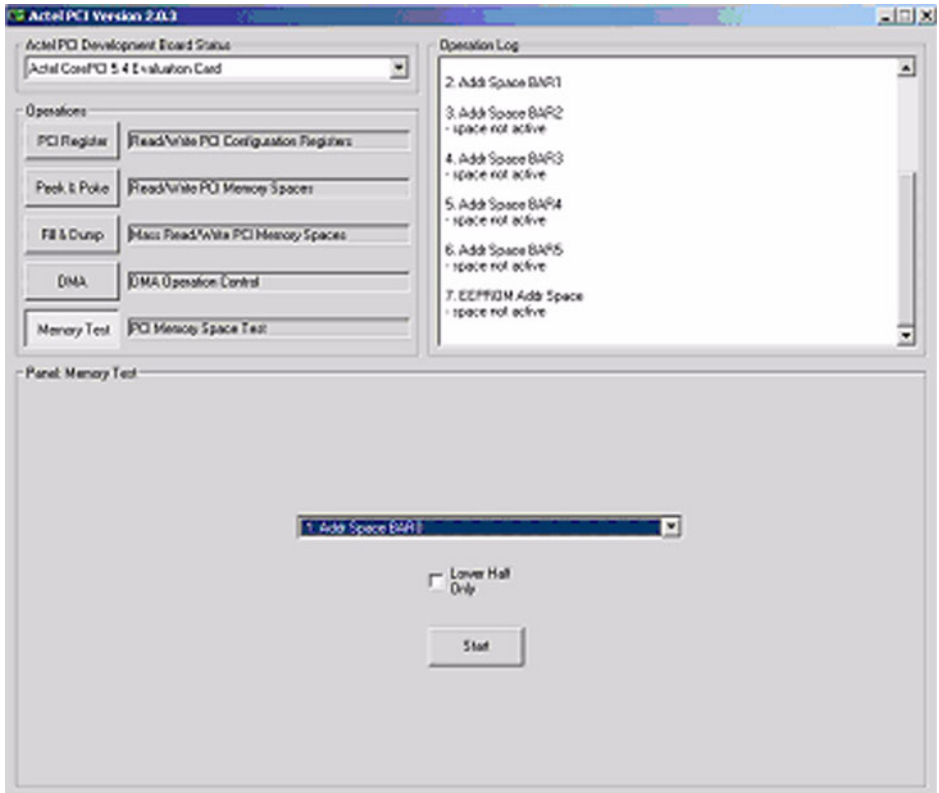 Actel PCI Version 2.0.3
Actel PCI Development Board Status
Actel CorePCI 5.4 Evaluation Card
Operations
PCI Register
Read/Write PCI Configuration Registers
Peek & Poke
Read/Write PCI Memory Spaces
Fill & Dump
Mass Read/Write PCI Memory Spaces
DMA
DMA Operation Control
Memory Test
PCI Memory Space Test
Operation Log
2. Addr Space BAR1
3. Addr Space BAR2
- space not active
4. Addr Space BAR3
- space not active
5. Addr Space BAR4
- space not active
6. Addr Space BAR5
- space not active
7. EEPROM Addr Space
- space not active
Panel: Memory Test
1. Addr Space BAR0
Lower Half
Only
Start